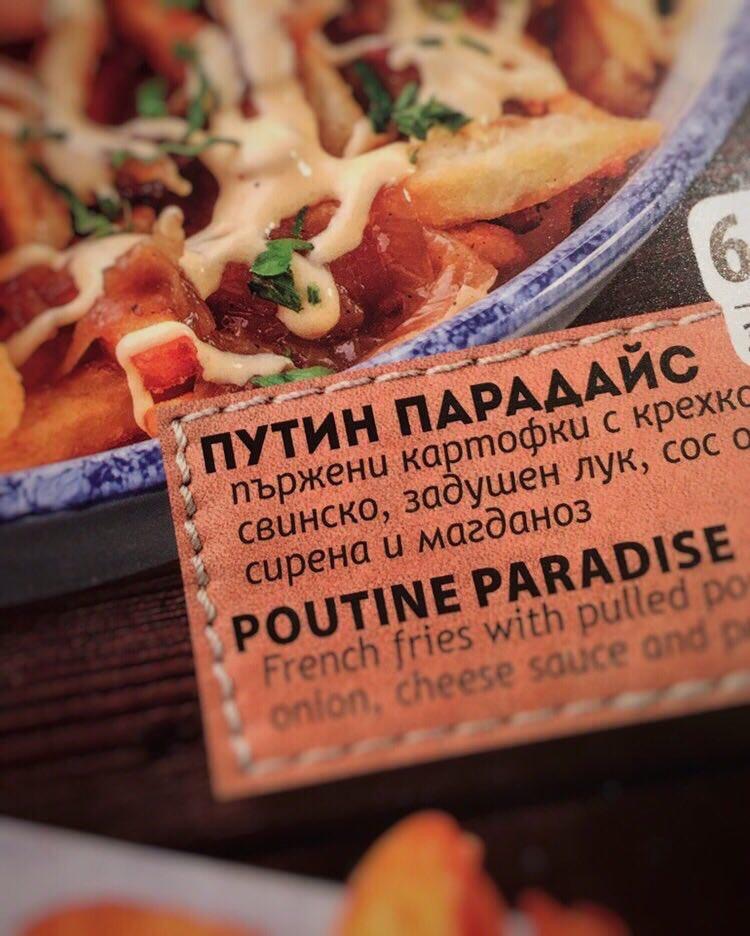 ПУТИН ПАРАДАЙС
пържени картофки с
свинско, задушен лук, сос
сирена и магданоз
POUTINE PARADISE
French fries with pulled
onion, cheese sauce and
6